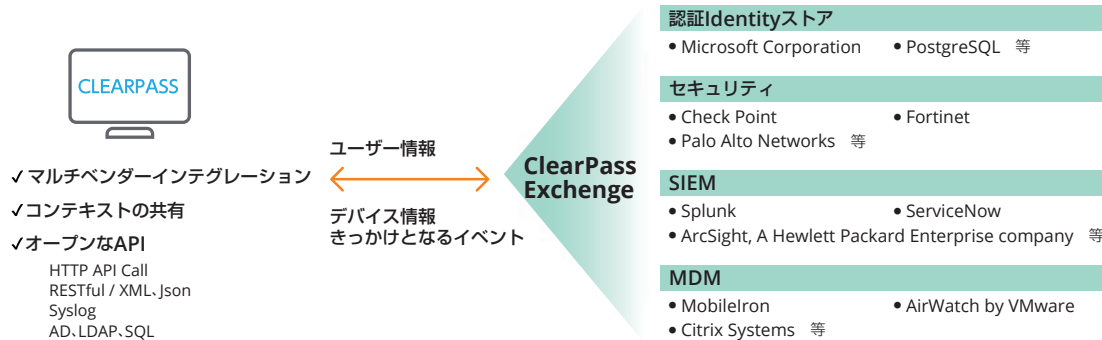 CLEARPASS
✓マルチベンダーインテグレーション
✓コンテキストの共有
✓オープンなAPI
HTTP API Call
RESTful / XML、Json
Syslog
AD、LDAP、SQL
ユーザー情報
デバイス情報
きっかけとなるイベント
ClearPass
Exchenge
認証Identityストア
• Microsoft Corporation • PostgreSQL 等
セキュリティ
• Check Point • Fortinet
• Palo Alto Networks 等
SIEM
• Splunk • ServiceNow
• ArcSight, A Hewlett Packard Enterprise company 等
MDM
• MobileIron • AirWatch by VMware
• Citrix Systems 等